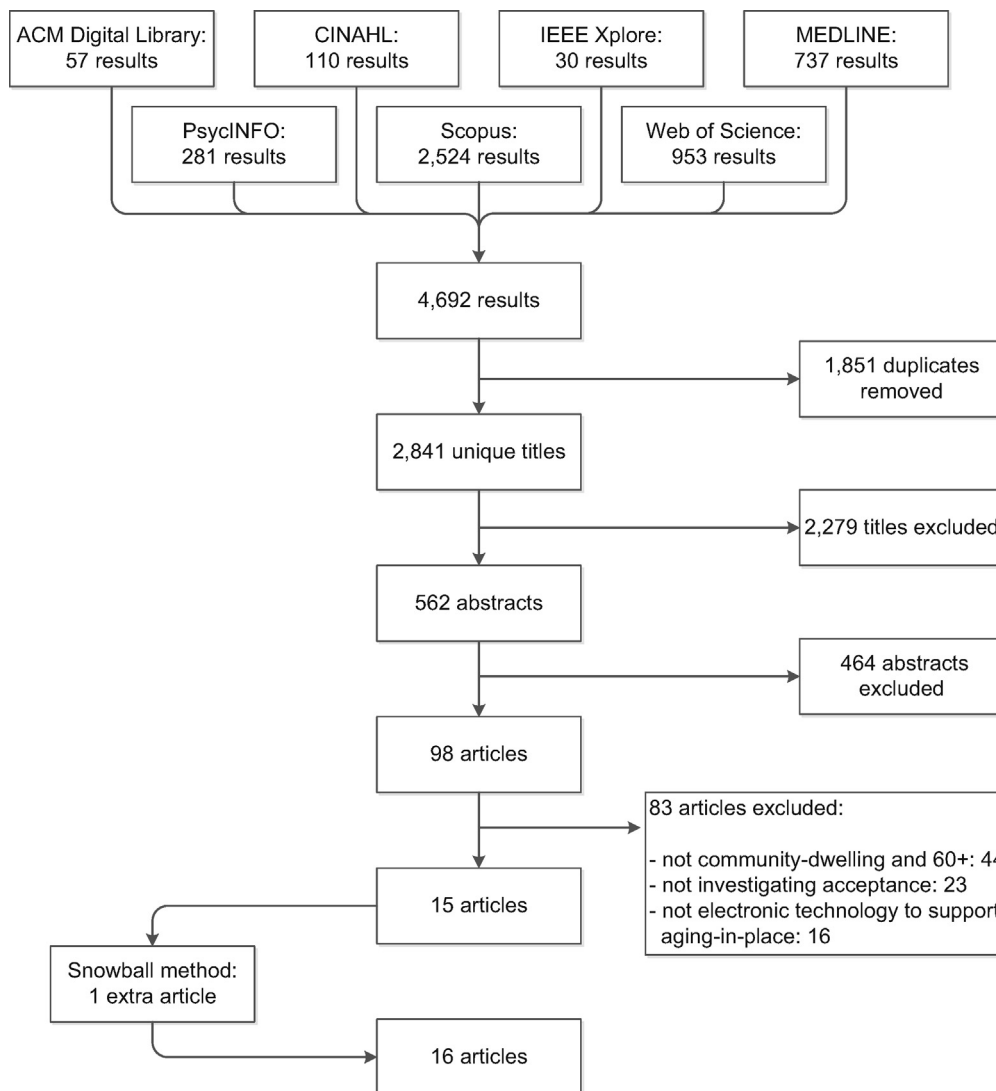 ACM Digital Library:
57 results
CINAHL:
110 results
IEEE Xplore:
30 results
MEDLINE:
737 results
PsycINFO:
281 results
Scopus:
2,524 results
Web of Science:
953 results
4,692 results
1,851 duplicates
removed
2,841 unique titles
2,279 titles excluded
562 abstracts
464 abstracts
excluded
98 articles
83 articles excluded:
- not community-dwelling and 60+: 44
- not investigating acceptance: 23
- not electronic technology to support
aging-in-place: 16
15 articles
Snowball method:
1 extra article
16 articles